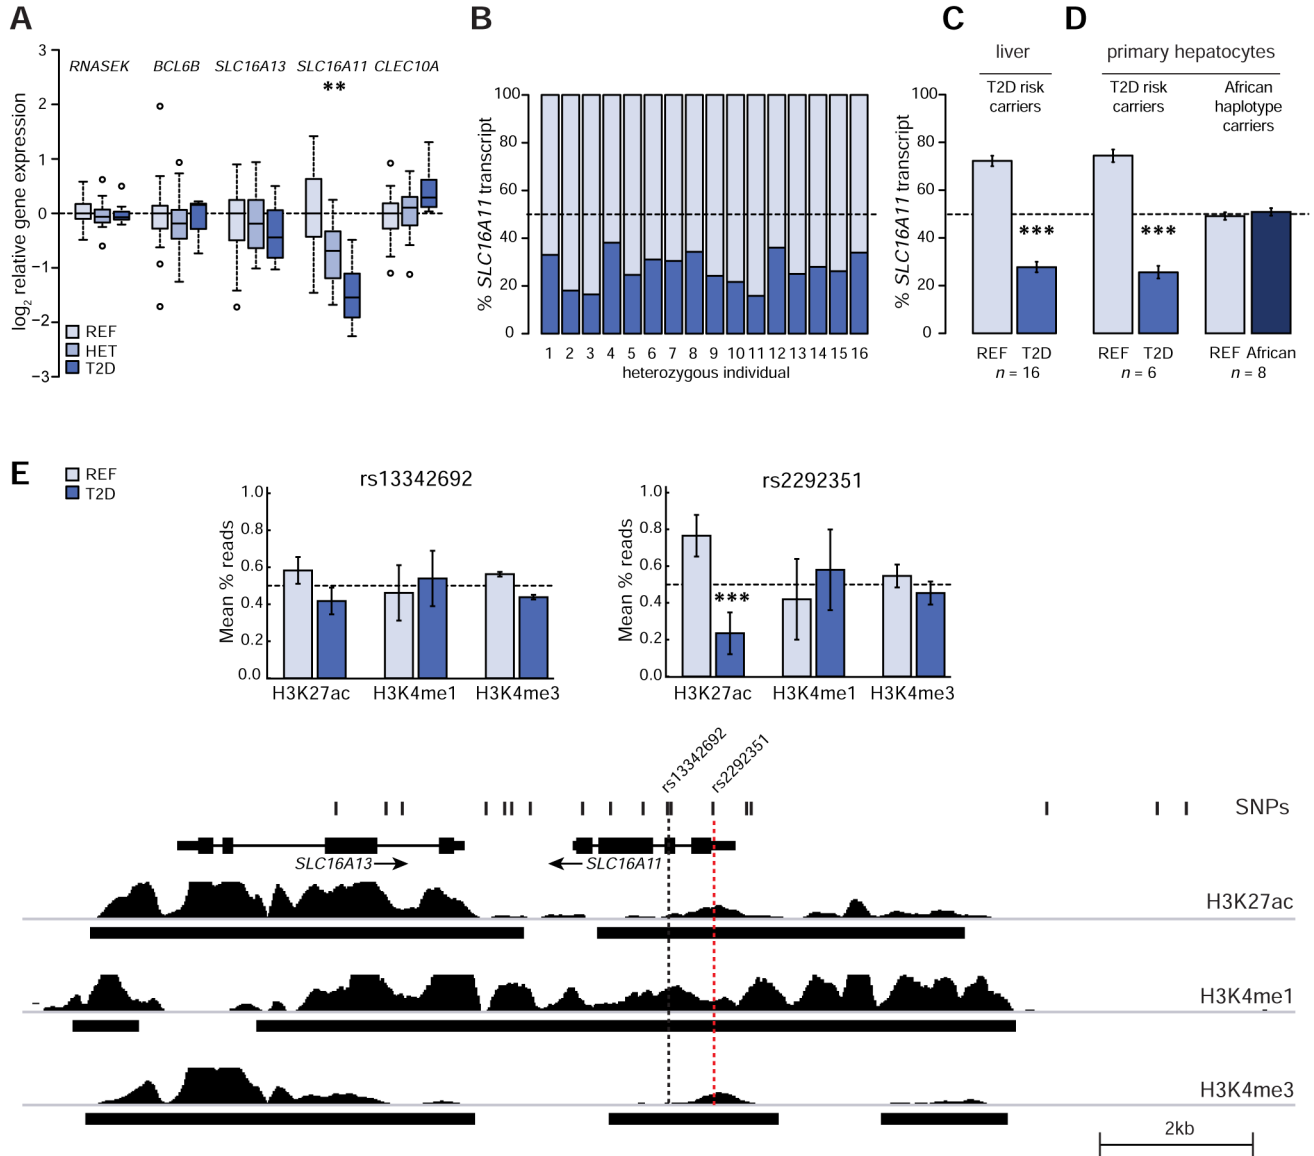 A
B
C
D
RNASEK BCL6B SLC16A13 SLC16A11 CLEC10A
**
log2 relative gene expression
3
2
1
0
−1
−2
−3
REF
HET
T2D
% SLC16A11 transcript
100
80
60
40
20
0
1 2 3 4 5 6 7 8 9 10 11 12 13 14 15 16
heterozygous individual
liver
T2D risk
carriers
% SLC16A11 transcript
100
80
60
40
20
0
***
REF T2D
n = 16
primary hepatocytes
T2D risk
carriers
African
haplotype
carriers
***
REF T2D
n = 6
REF African
n = 8
E
REF
T2D
rs13342692
Mean % reads
1.0
0.8
0.6
0.4
0.2
0.0
H3K27ac H3K4me1 H3K4me3
rs2292351
Mean % reads
1.0
0.8
0.6
0.4
0.2
0.0
***
H3K27ac H3K4me1 H3K4me3
rs13342692
rs2292351
SNPs
SLC16A13
SLC16A11
H3K27ac
H3K4me1
H3K4me3
2kb